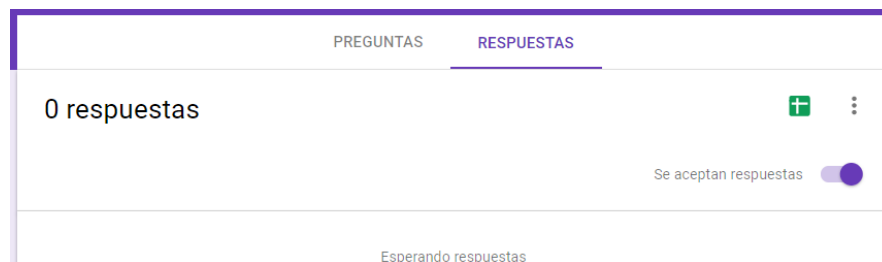 PREGUNTAS RESPUESTAS
0 respuestas
Se aceptan respuestas
Esperando respuestas